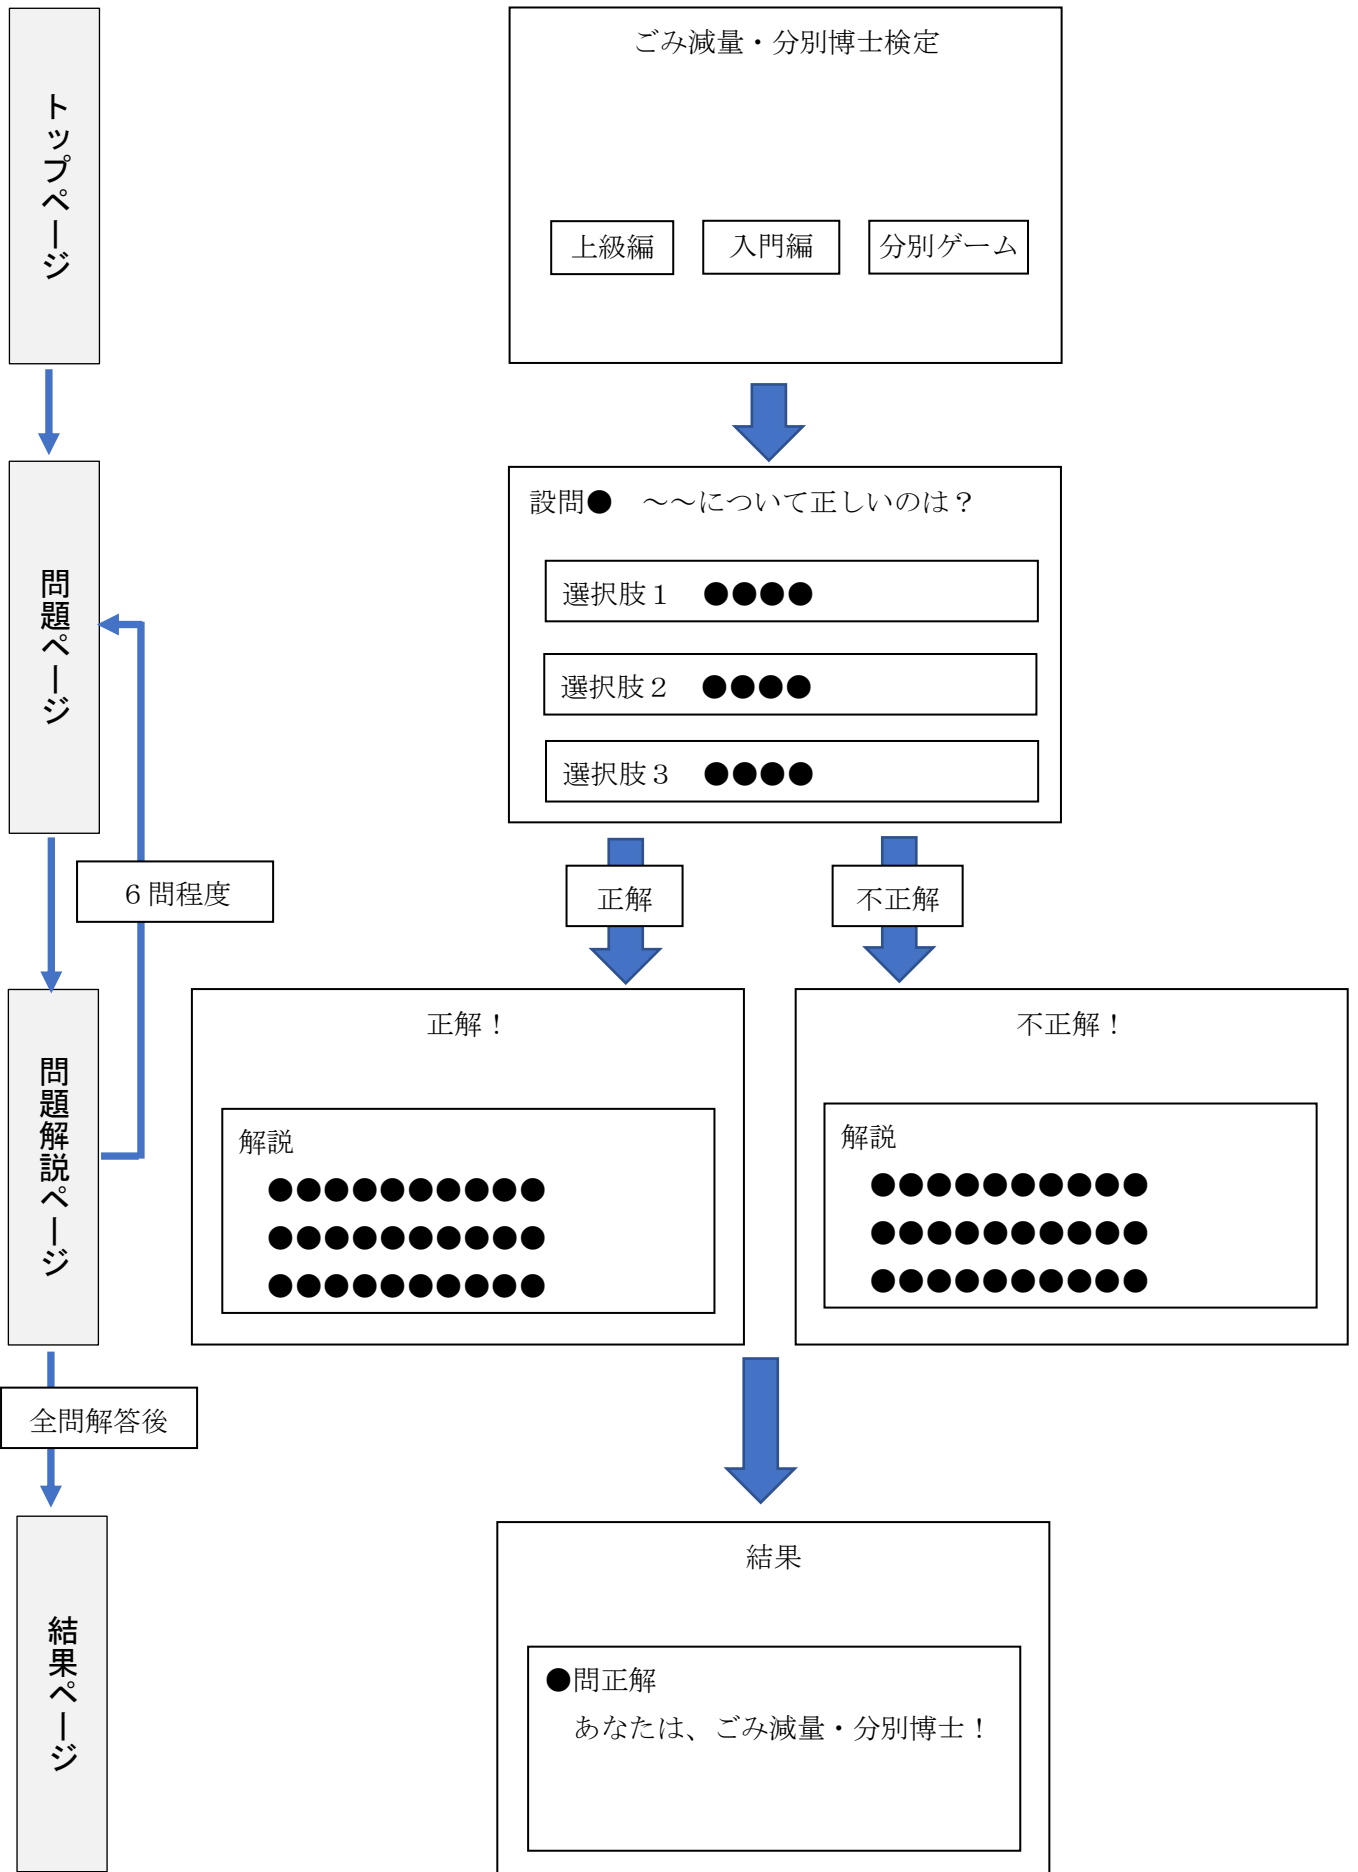 トップページ
ごみ減量・分別博士検定
上級編
入門編
分別ゲーム
問題ページ
設問● ~~について正しいのは?
選択肢1 ●●●●
選択肢2 ●●●●
選択肢3 ●●●●
6問程度
正解
不正解
問題解説ページ
正解!
解説
●●●●●●●●●●
●●●●●●●●●●
●●●●●●●●●●
不正解!
解説
●●●●●●●●●●
●●●●●●●●●●
●●●●●●●●●●
全問解答後
結果ページ
結果
●問正解
あなたは、ごみ減量・分別博士!